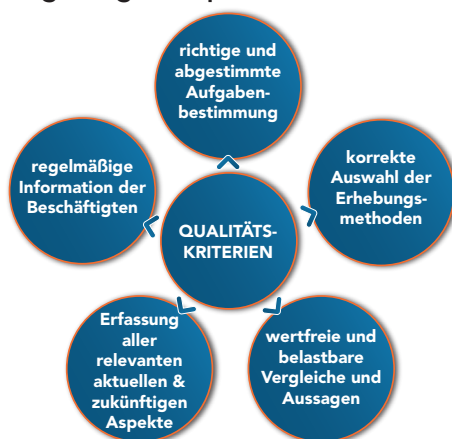 richtige und
abgestimmte
Aufgaben-
bestimmung
korrekte
Auswahl der
Erhebungs-
methoden
wertfreie und
belastbare
Vergleiche und
Aussagen
Erfassung
aller
relevanten
aktuellen &
zukünftigen
Aspekte
regelmäßige
Information der
Beschäftigten
QUALITÄTS-
KRITERIEN